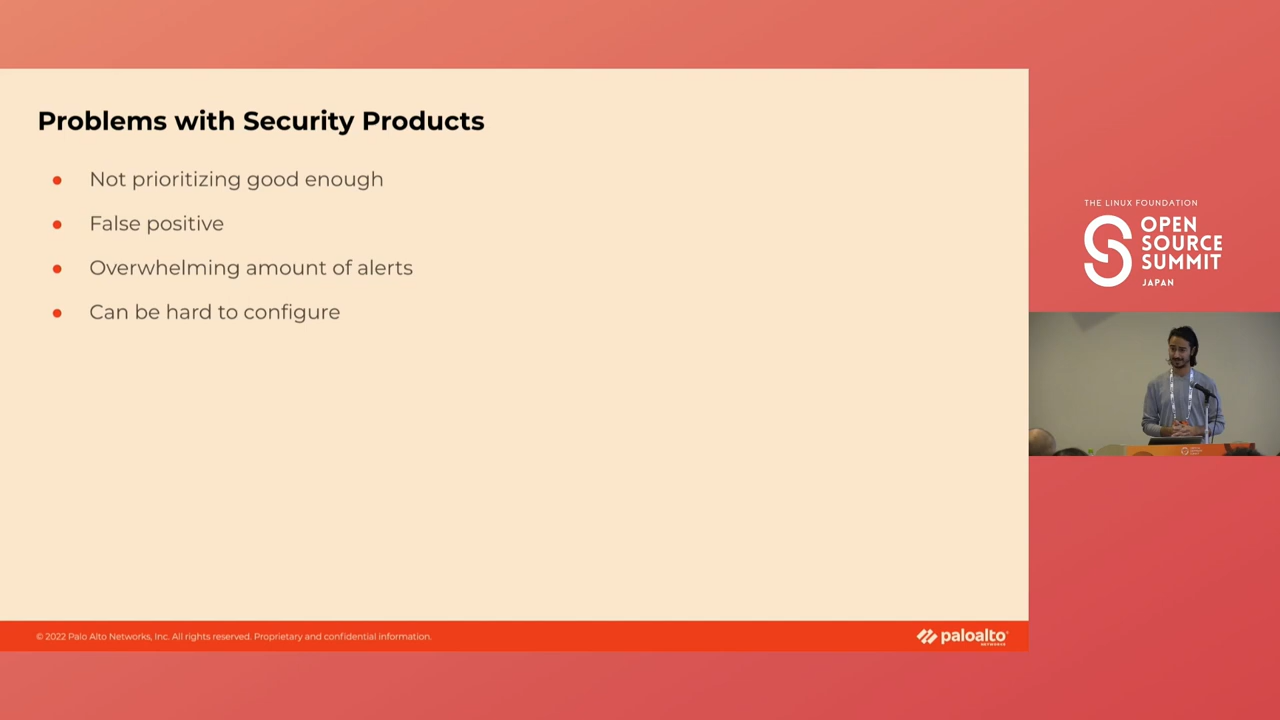 Problems with Security Products
● Not prioritizing good enough
● False positive
● Overwhelming amount of alerts
● Can be hard to configure
© 2022 Palo Alto Networks, Inc. All rights reserved. Proprietary and confidential information.
paloalto
NETWORKS
THE LINUX FOUNDATION
OPEN
SOURCE
SUMMIT
JAPAN